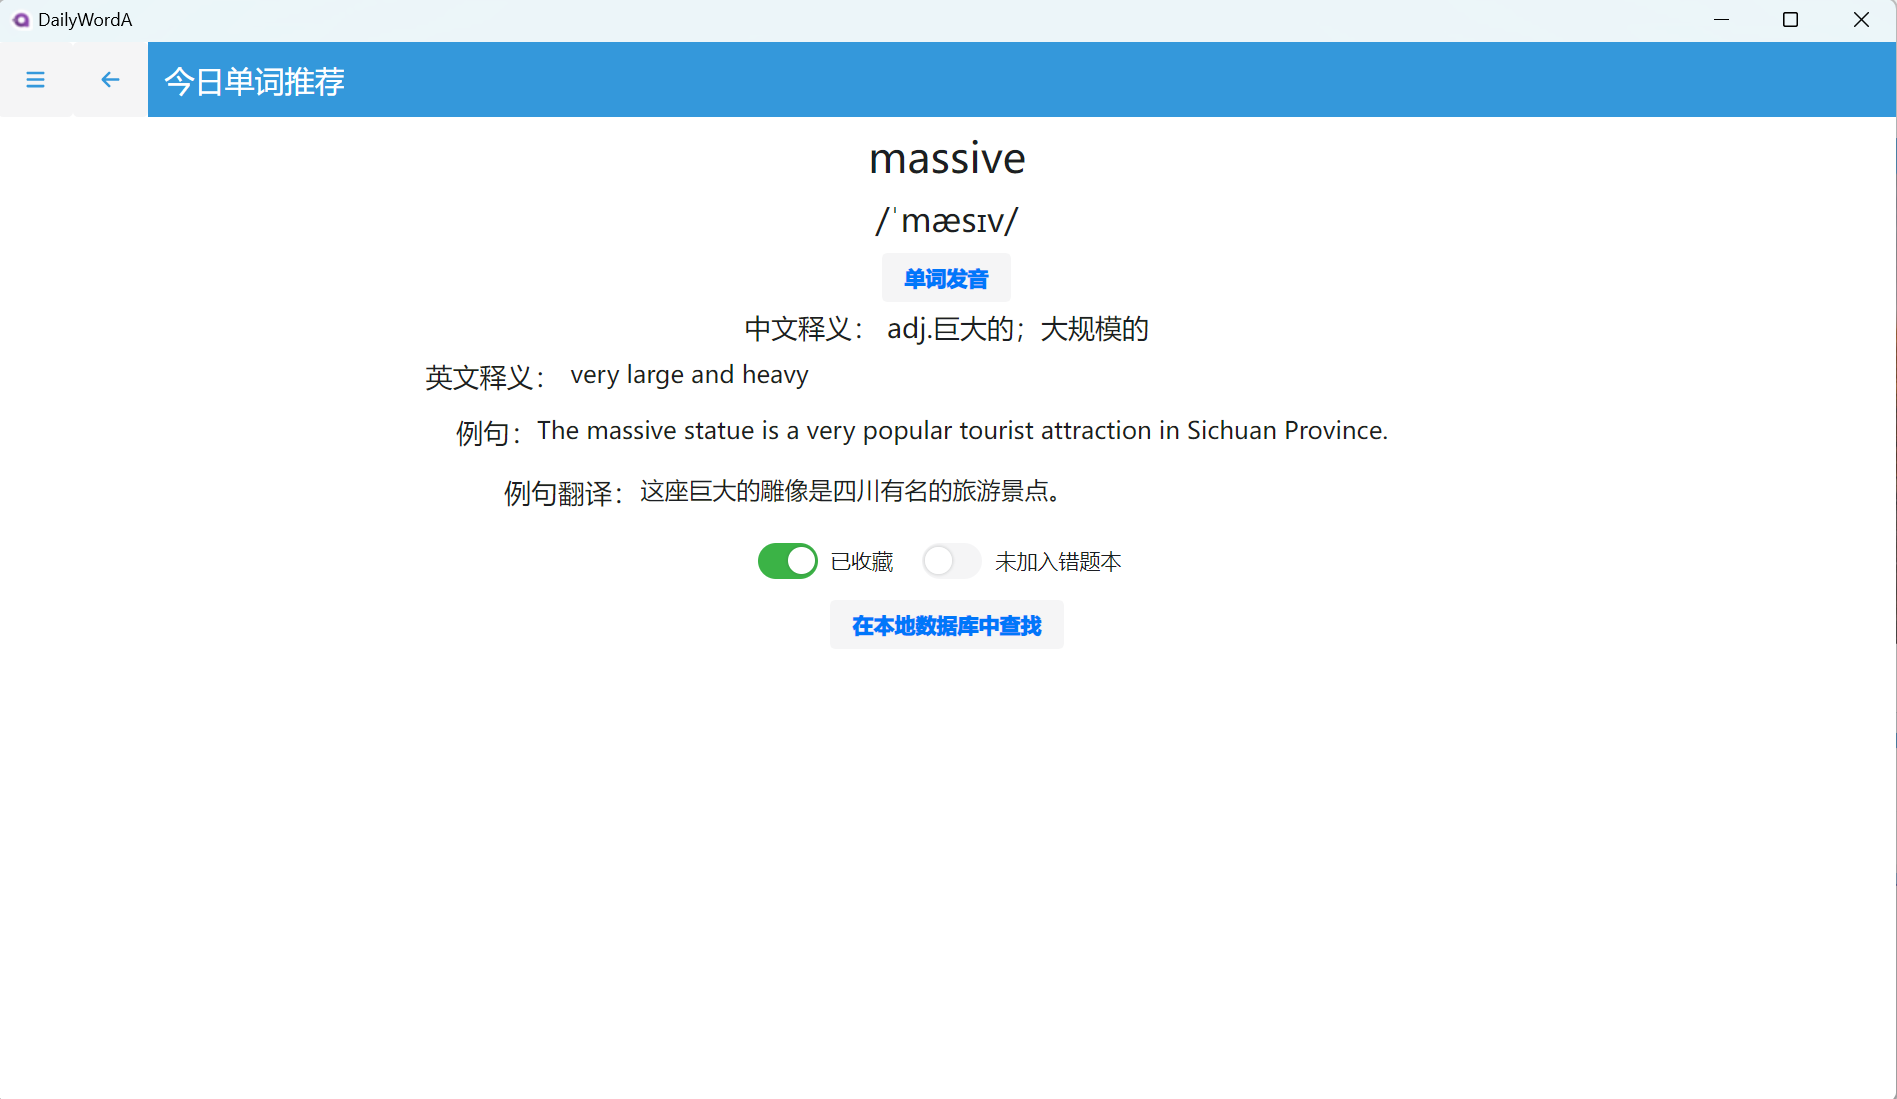 DailyWordA
今日单词推荐
massive
/ˈmæsɪv/
单词发音
中文释义： adj.巨大的；大规模的
英文释义： very large and heavy
例句：The massive statue is a very popular tourist attraction in Sichuan Province.
例句翻译：这座巨大的雕像是四川有名的旅游景点。
已收藏 未加入错题本
在本地数据库中查找